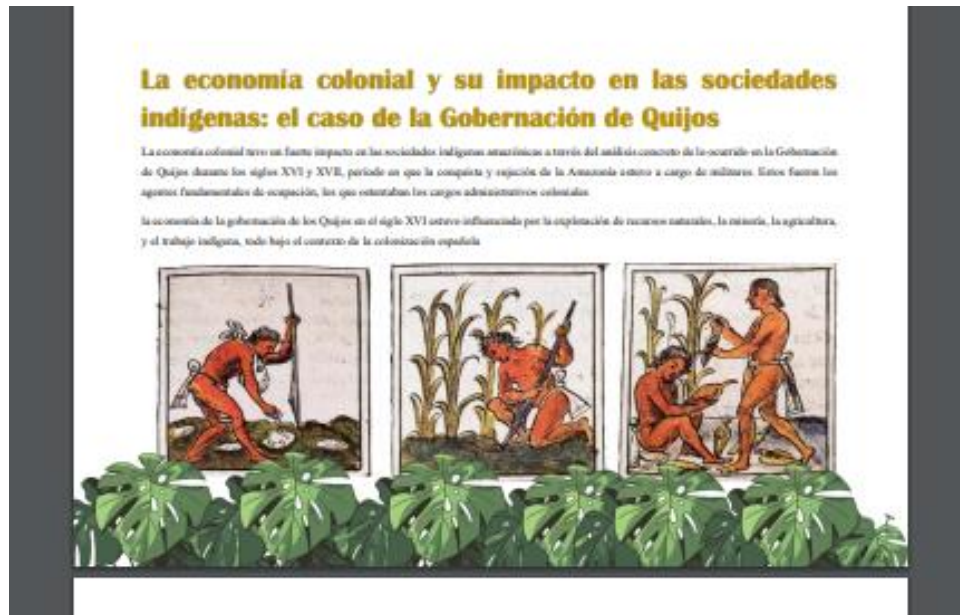 La economía colonial y su impacto en las sociedades
indígenas: el caso de la Gobernación de Quijos
La economía colonial tuvo un fuerte impacto en las sociedades indígenas amazónicas a través del análisis concreto de lo ocurrido en la Gobernación
de Quijos durante los siglos XVI y XVII, período en que la conquista y sujeción de la Amazonía estuvo a cargo de militares. Estos fueron los
agentes fundamentales de ocupación, los que ostentaban los cargos administrativos coloniales.
la economía de la gobernación de los Quijos en el siglo XVI estuvo influenciada por la explotación de recursos naturales, la minería, la agricultura,
y el trabajo indígena, todo bajo el contexto de la colonización española